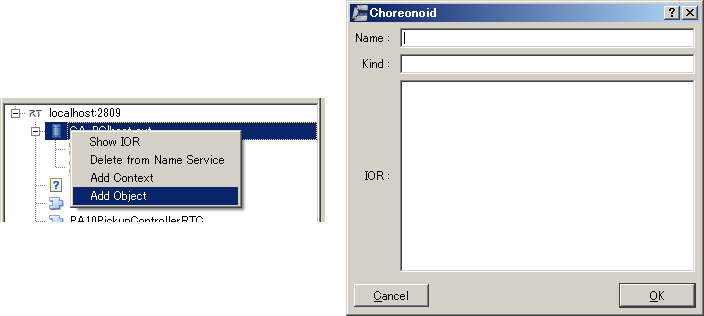 RT localhost:2809
Show IOR
Delete from Name Service
Add Context
Add Object
PA10PickupControllerRTC
Choreonoid
Name :
Kind :
IOR :
Cancel
OK